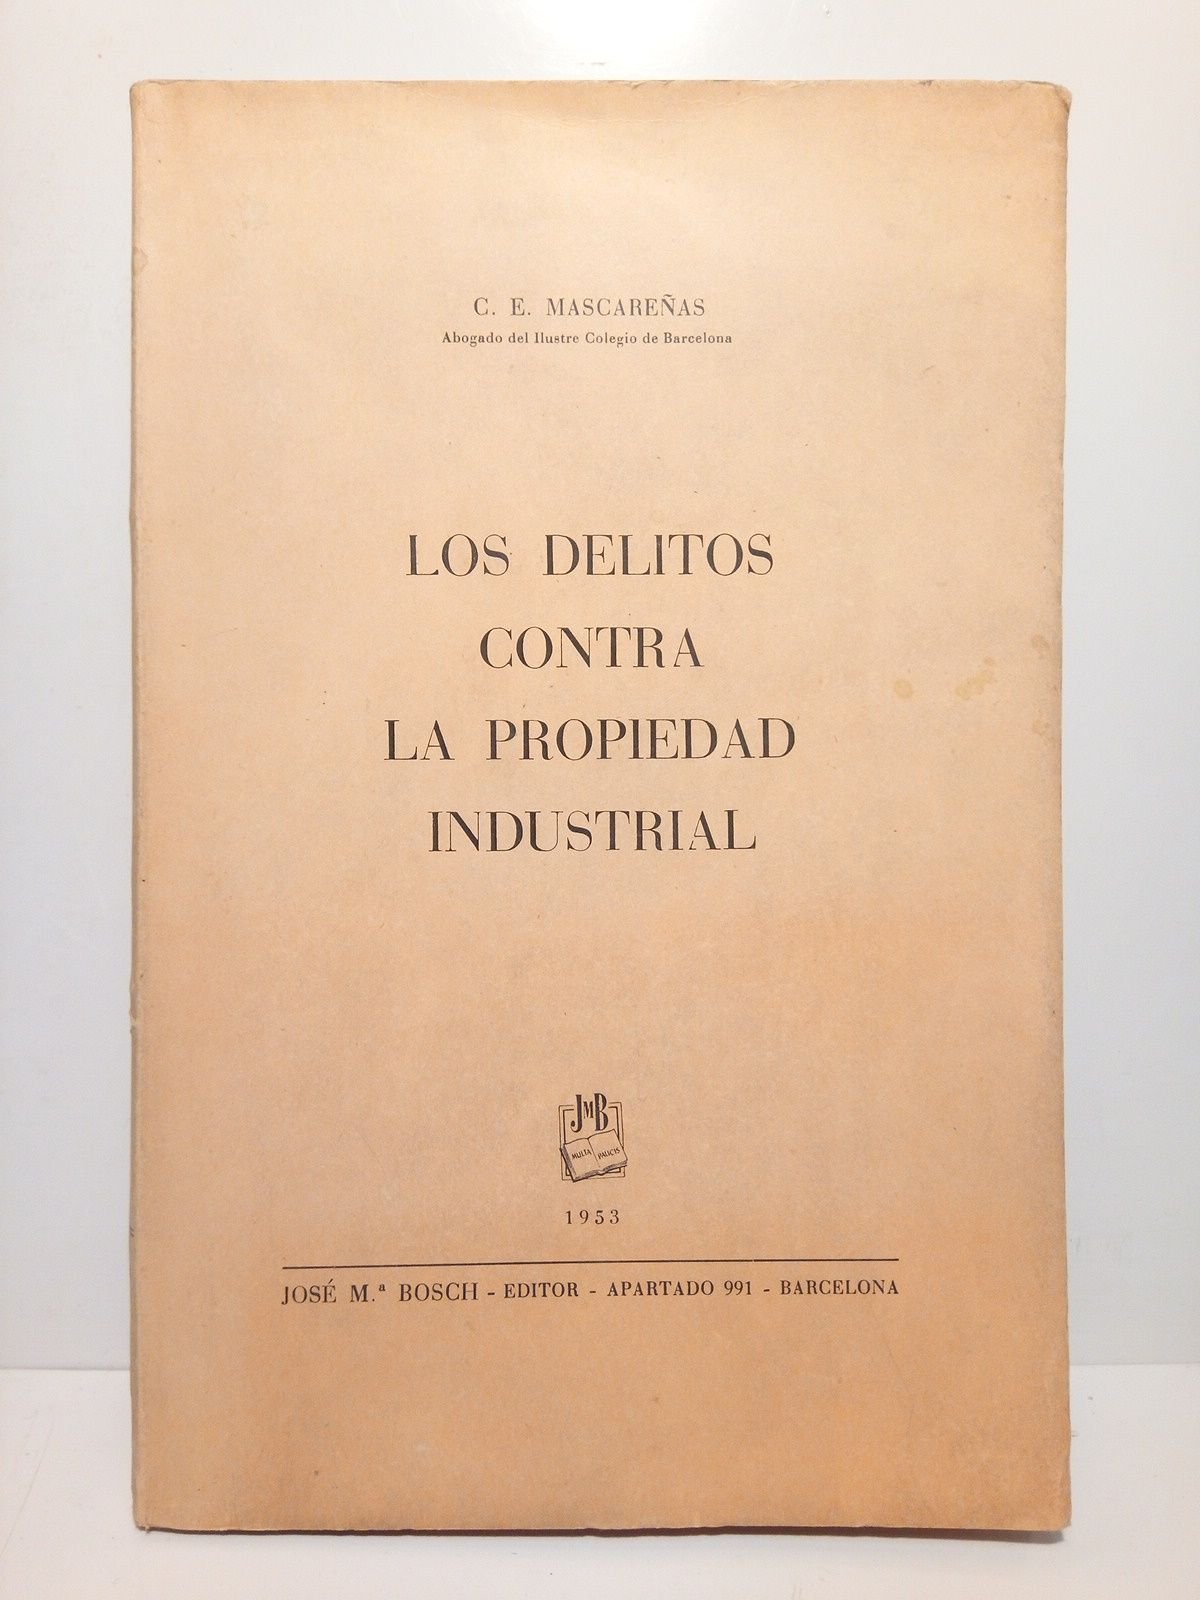 C. E. MASCAREÑAS
Abogado del Ilustre Colegio de Barcelona
LOS DELITOS
CONTRA
LA PROPIEDAD
INDUSTRIAL
JMB
MULTA PAUCIS
1953
JOSÉ M.ª BOSCH - EDITOR - APARTADO 991 - BARCELONA